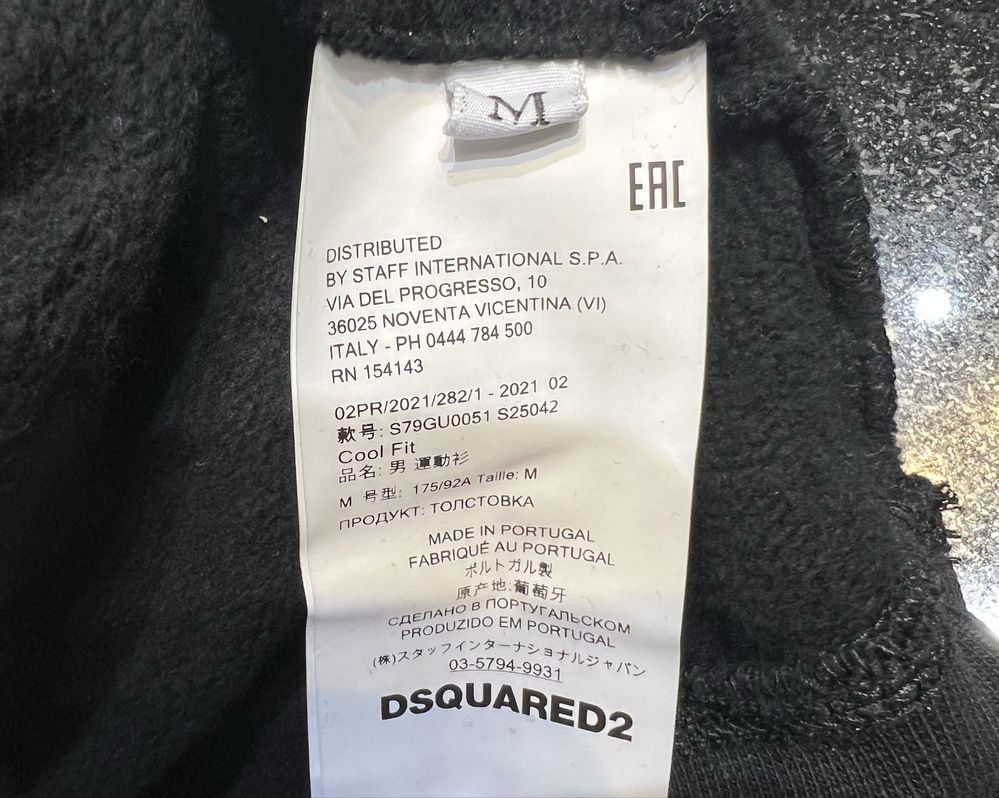 M
EAC
DISTRIBUTED
BY STAFF INTERNATIONAL S.P.A.
VIA DEL PROGRESSO, 10
36025 NOVENTA VICENTINA (VI)
ITALY - PH 0444 784 500
RN 154143
02PR/2021/282/1 - 2021 02
款号: S79GU0051 S25042
Cool Fit
品名: 男 運動衫
M 号型: 175/92A Taille: M
ПРОДУКТ: ТОЛСТОВКА
MADE IN PORTUGAL
FABRIQUÉ AU PORTUGAL
ポルトガル製
原产地:葡萄牙
СДЕЛАНО В ПОРТУГАЛЬСКОМ
PRODUZIDO EM PORTUGAL
(株)スタッフインターナショナルジャパン
03-5794-9931
DSQUARED2